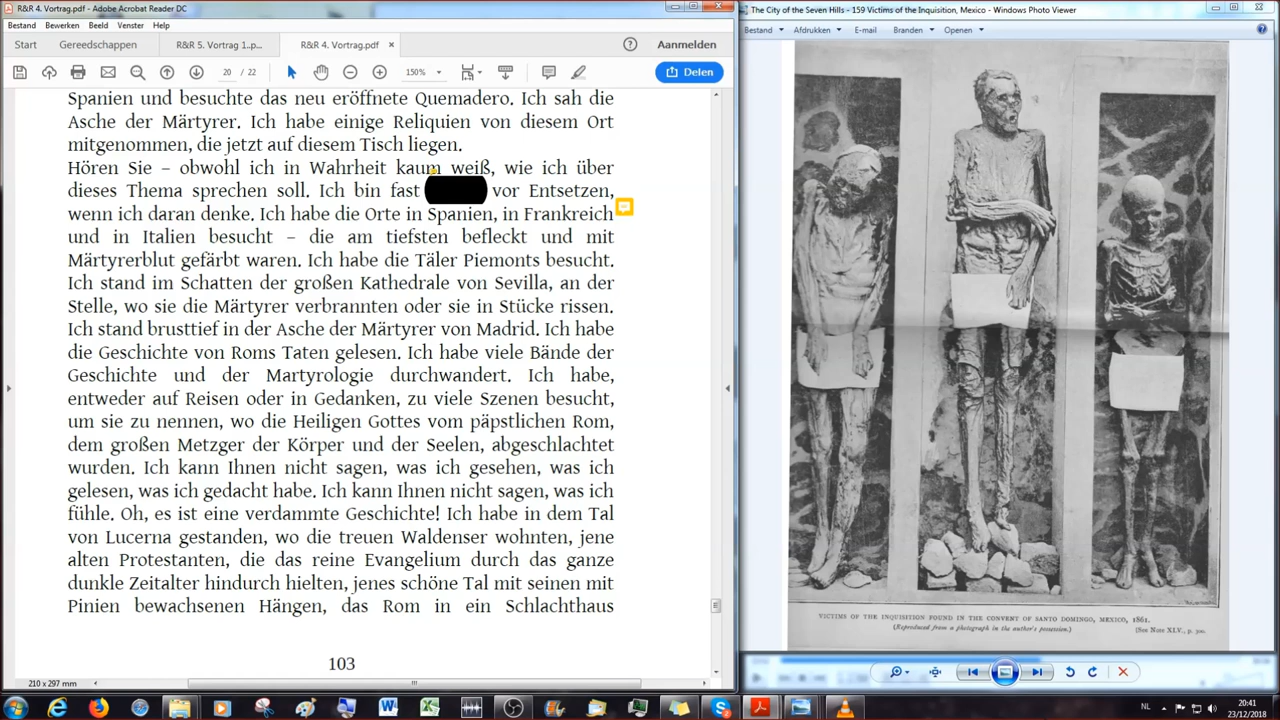 R&R 4. Vortrag.pdf - Adobe Acrobat Reader DC
Bestand Bewerken Beeld Venster Help
Start Gereedschappen R&R 5. Vortrag 1..p... R&R 4. Vortrag.pdf × Aanmelden
20 / 22 150% Delen
Spanien und besuchte das neu eröffnete Quemadero. Ich sah die
Asche der Märtyrer. Ich habe einige Reliquien von diesem Ort
mitgenommen, die jetzt auf diesem Tisch liegen.
Hören Sie – obwohl ich in Wahrheit kaum weiß, wie ich über
dieses Thema sprechen soll. Ich bin fast vor Entsetzen,
wenn ich daran denke. Ich habe die Orte in Spanien, in Frankreich
und in Italien besucht – die am tiefsten befleckt und mit
Märtyrerblut gefärbt waren. Ich habe die Täler Piemonts besucht.
Ich stand im Schatten der großen Kathedrale von Sevilla, an der
Stelle, wo sie die Märtyrer verbrannten oder sie in Stücke rissen.
Ich stand brusttief in der Asche der Märtyrer von Madrid. Ich habe
die Geschichte von Roms Taten gelesen. Ich habe viele Bände der
Geschichte und der Martyrologie durchwandert. Ich habe,
entweder auf Reisen oder in Gedanken, zu viele Szenen besucht,
um sie zu nennen, wo die Heiligen Gottes vom päpstlichen Rom,
dem großen Metzger der Körper und der Seelen, abgeschlachtet
wurden. Ich kann Ihnen nicht sagen, was ich gesehen, was ich
gelesen, was ich gedacht habe. Ich kann Ihnen nicht sagen, was ich
fühle. Oh, es ist eine verdammte Geschichte! Ich habe in dem Tal
von Lucerna gestanden, wo die treuen Waldenser wohnten, jene
alten Protestanten, die das reine Evangelium durch das ganze
dunkle Zeitalter hindurch hielten, jenes schöne Tal mit seinen mit
Pinien bewachsenen Hängen, das Rom in ein Schlachthaus
103
210 x 297 mm
The City of the Seven Hills - 159 Victims of the Inquisition, Mexico - Windows Photo Viewer
Bestand Afdrukken E-mail Branden Openen
VICTIMS OF THE INQUISITION FOUND IN THE CONVENT OF SANTO DOMINGO, MEXICO, 1861.
(Reproduced from a photograph in the author's possession.) (See Note XLV., p. 300.
NL 20:41
23/12/2018